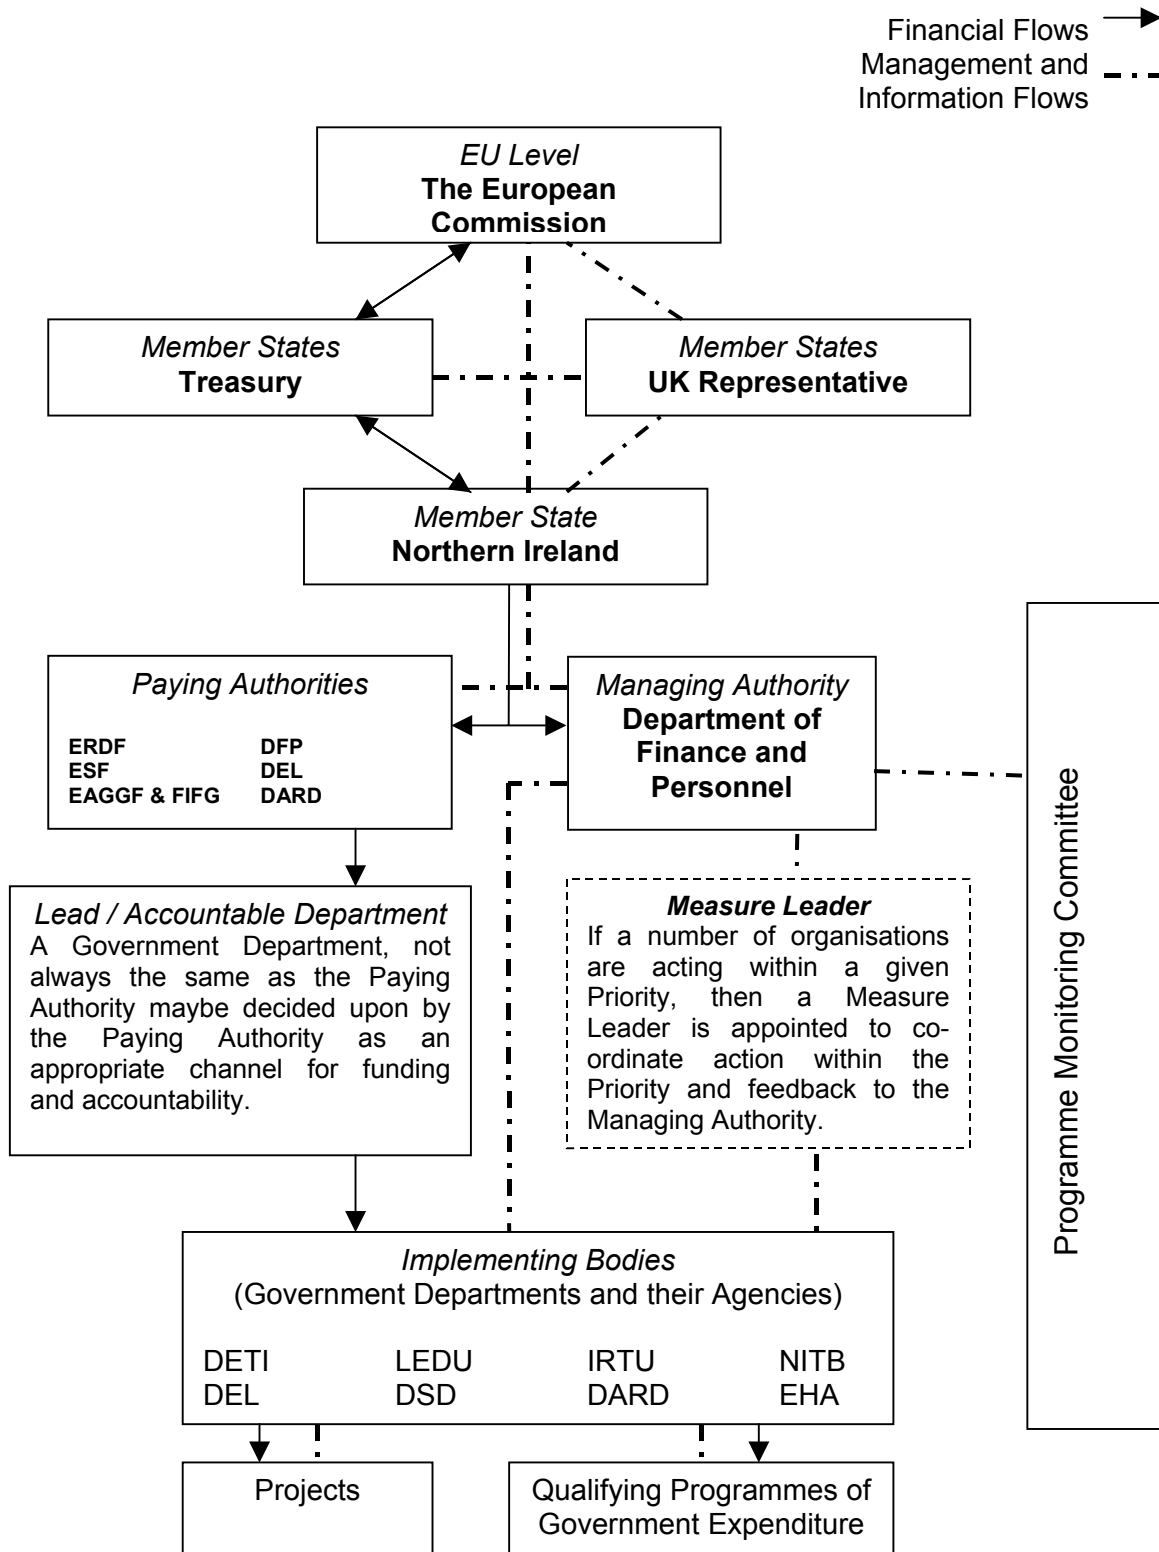 Financial Flows
Management and
Information Flows
EU Level
The European
Commission
Member States
Treasury
Member States
UK Representative
Member State
Northern Ireland
Paying Authorities
ERDF DFP
ESF DEL
EAGGF & FIFG DARD
Managing Authority
Department of
Finance and
Personnel
Programme Monitoring Committee
Lead / Accountable Department
A Government Department, not
always the same as the Paying
Authority maybe decided upon by
the Paying Authority as an
appropriate channel for funding
and accountability.
Measure Leader
If a number of organisations
are acting within a given
Priority, then a Measure
Leader is appointed to co-
ordinate action within the
Priority and feedback to the
Managing Authority.
Implementing Bodies
(Government Departments and their Agencies)
DETI LEDU IRTU NITB
DEL DSD DARD EHA
Projects
Qualifying Programmes of
Government Expenditure